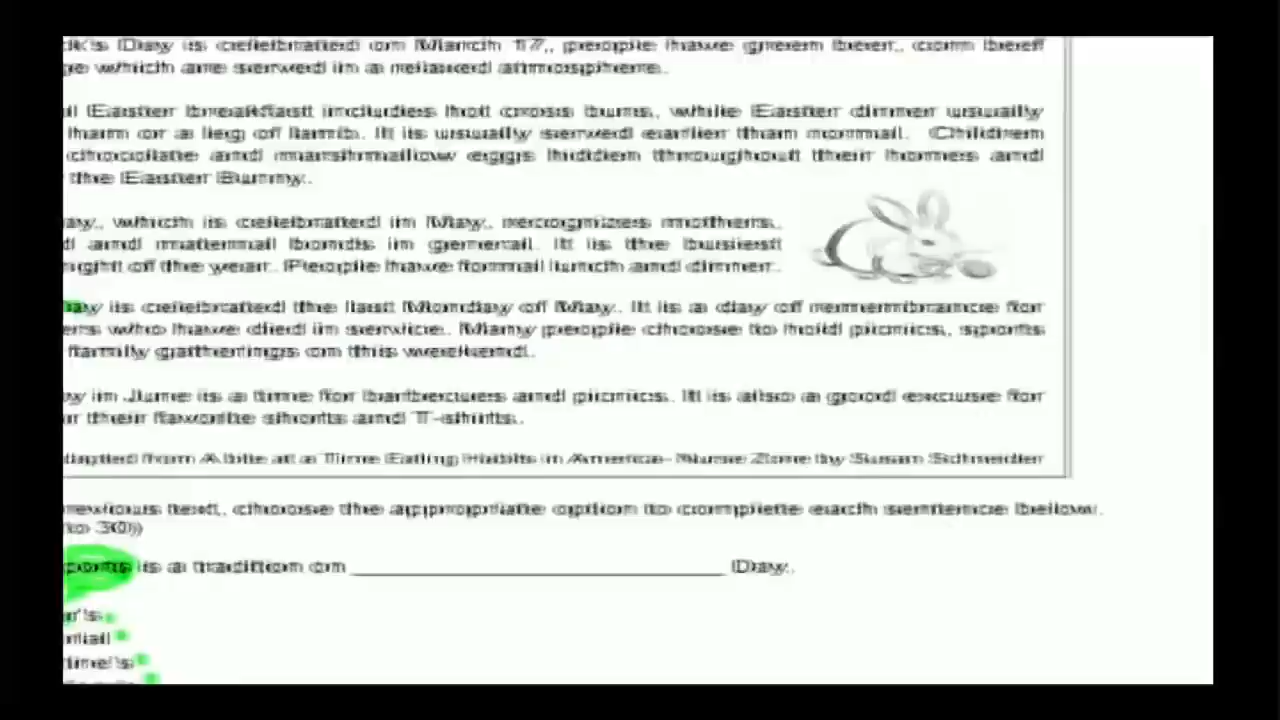 k's Day is celebrated on March 17, people have green beer, corn beef
ge which are served in a relaxed atmosphere.
al Easter breakfast includes hot cross buns, while Easter dinner usually
ham or a leg of lamb. It is usually served earlier than normal. Children
chocolate and marshmallow eggs hidden throughout their homes and
the Easter Bunny.
ay, which is celebrated in May, recognizes mothers,
d and maternal bonds in general. It is the busiest
night of the year. People have formal lunch and dinner.
Day is celebrated the last Monday of May. It is a day of remembrance for
ers who have died in service. Many people choose to hold picnics, sports
family gatherings on this weekend.
ay in June is a time for barbecues and picnics. It is also a good excuse for
or their favorite shorts and T-shirts.
dapted from A bite at a Time Eating Habits in America- Nurse Zone by Susan Schneider
revious text, choose the appropriate option to complete each sentence below.
to 30)
ports is a tradition on ______________________ Day.
ar's
rial
tine's